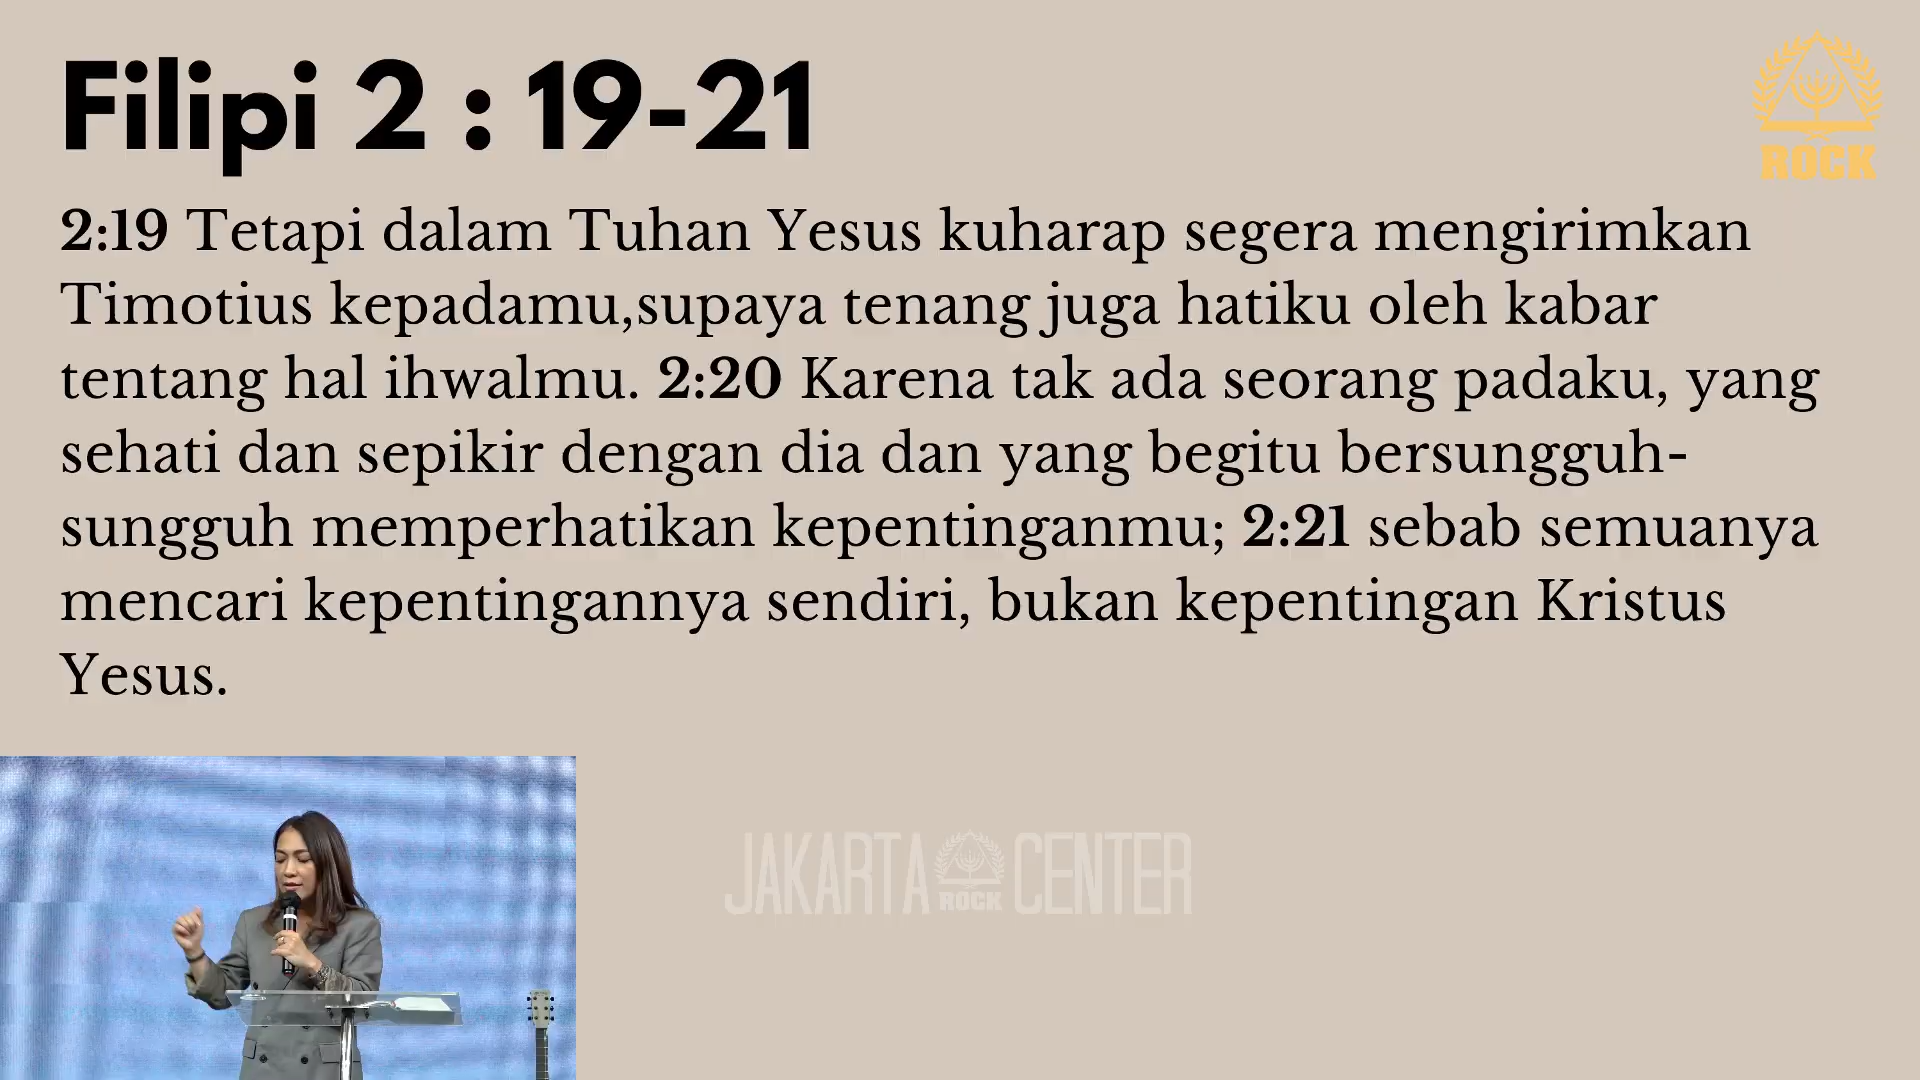 Filipi 2 : 19-21
ROCK
2:19 Tetapi dalam Tuhan Yesus kuharap segera mengirimkan
Timotius kepadamu,supaya tenang juga hatiku oleh kabar
tentang hal ihwalmu. 2:20 Karena tak ada seorang padaku, yang
sehati dan sepikir dengan dia dan yang begitu bersungguh-
sungguh memperhatikan kepentinganmu; 2:21 sebab semuanya
mencari kepentingannya sendiri, bukan kepentingan Kristus
Yesus.
JAKARTA ROCK CENTER